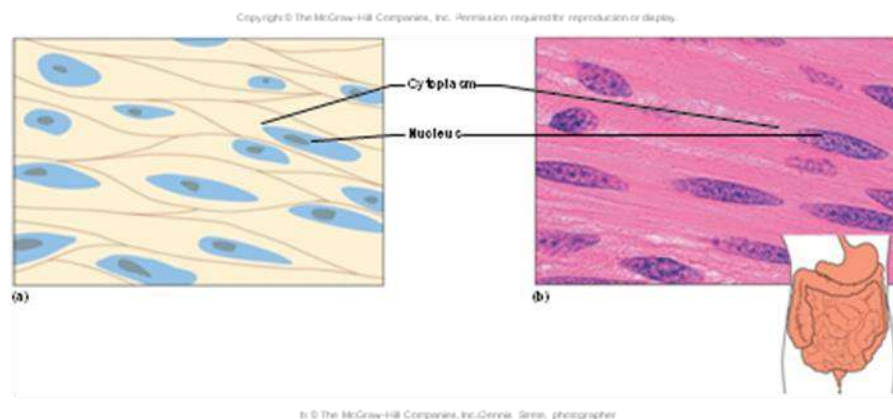 Copyright © The McGraw-Hill Companies, Inc. Permission required for reproduction or display.
Cytoplasm
Nucleus
(a)
(b)
b: © The McGraw-Hill Companies, Inc./Dennis Strete, photographer